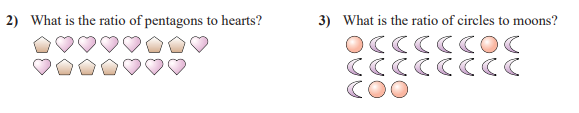 2) What is the ratio of pentagons to hearts?
3) What is the ratio of circles to moons?